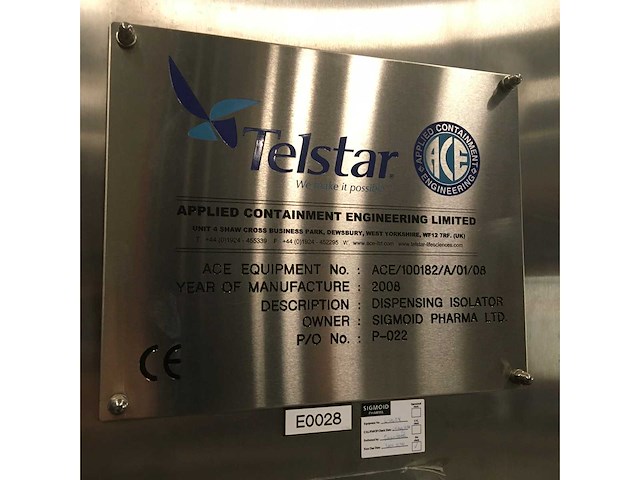 Telstar®
We make it possible
APPLIED CONTAINMENT
ACE
ENGINEERING
APPLIED CONTAINMENT ENGINEERING LIMITED
UNIT 4 SHAW CROSS BUSINESS PARK, DEWSBURY, WEST YORKSHIRE, WF12 7RF. (UK)
ACE EQUIPMENT No. : ACE/100182/A/01/08
YEAR OF MANUFACTURE : 2008
DESCRIPTION : DISPENSING ISOLATOR
OWNER : SIGMOID PHARMA LTD.
P/O No. : P-022
CE
E0028
SIGMOID